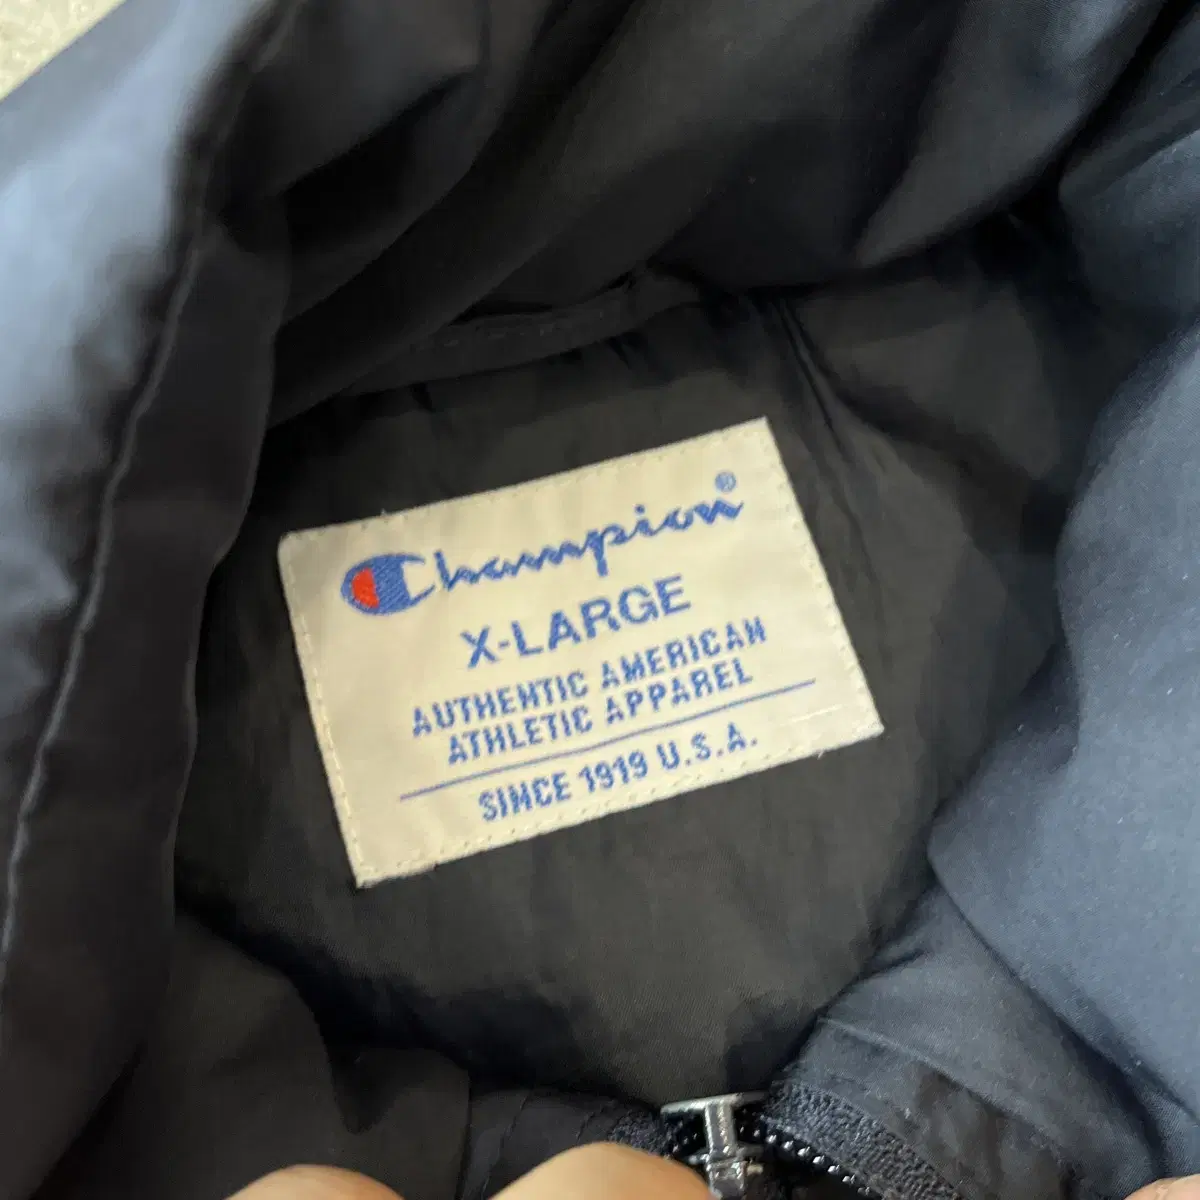 Champion®
X-LARGE
AUTHENTIC AMERICAN
ATHLETIC APPAREL
SINCE 1919 U.S.A.